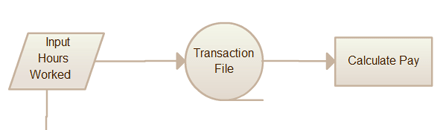 Input
Hours
Worked
Transaction
File
Calculate Pay